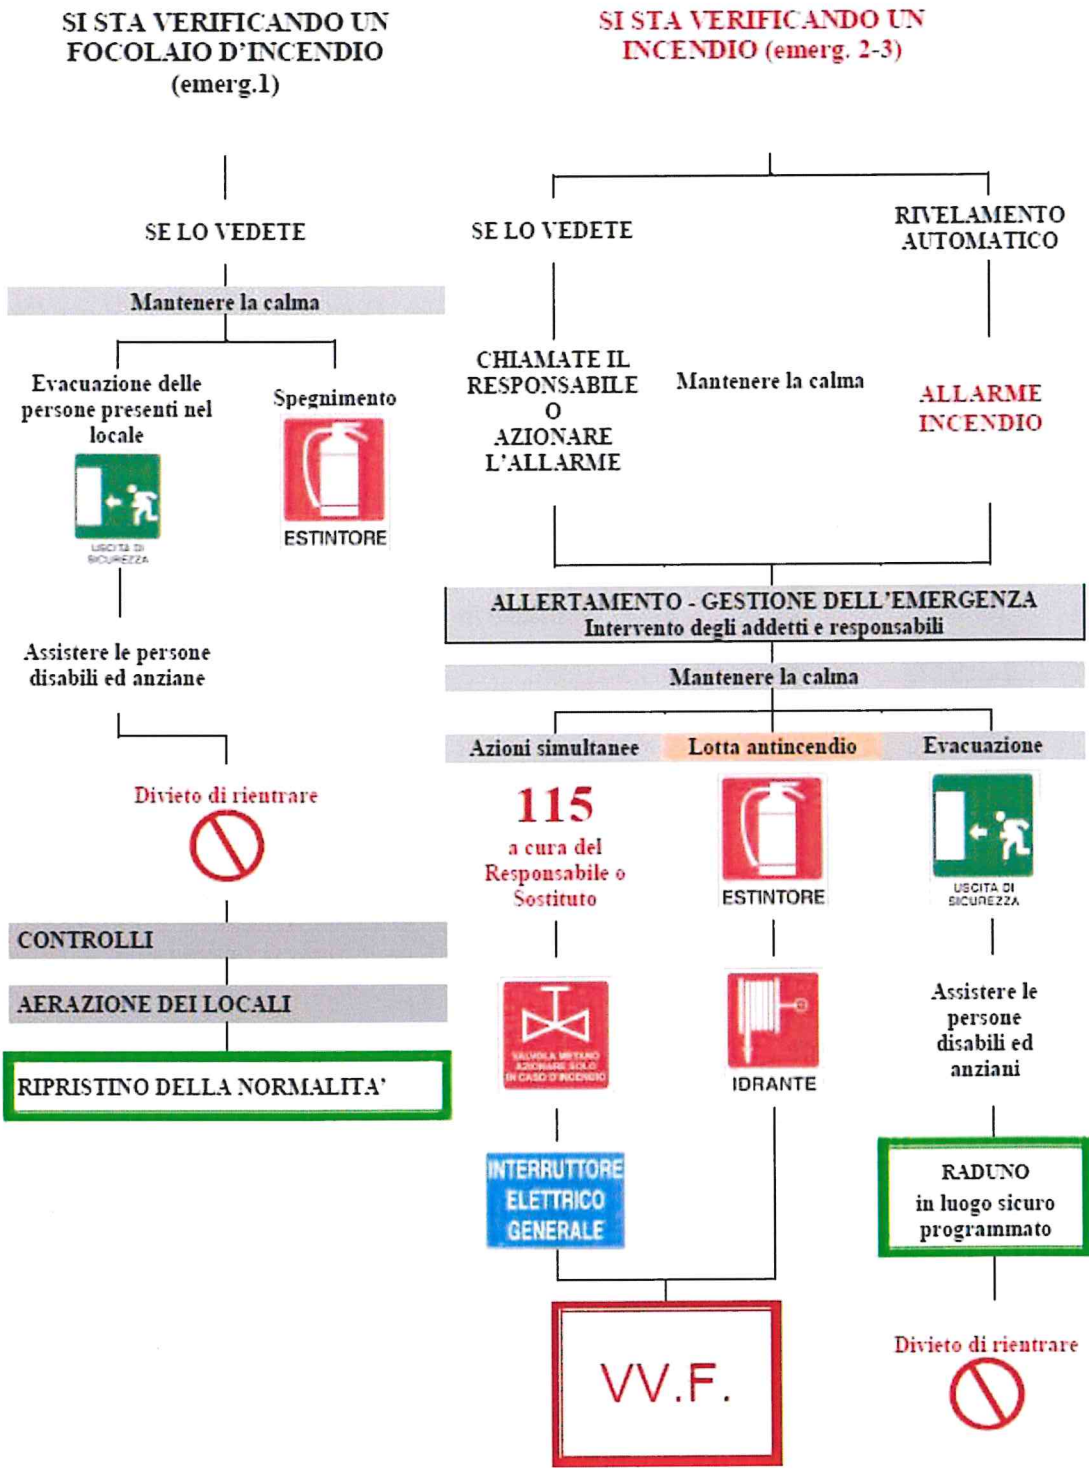 SI STA VERIFICANDO UN
FOCOLAIO D'INCENDIO
(emerg.1)
SE LO VEDETE
Mantenere la calma
Evacuazione delle
persone presenti nel
locale
USCITA DI
SICUREZZA
Spegnimento
ESTINTORE
Assistere le persone
disabili ed anziane
Divieto di rientrare
CONTROLLI
AERAZIONE DEI LOCALI
RIPRISTINO DELLA NORMALITA'
SI STA VERIFICANDO UN
INCENDIO (emerg. 2-3)
SE LO VEDETE
RIVELAMENTO
AUTOMATICO
CHIAMATE IL
RESPONSABILE
O
AZIONARE
L'ALLARME
Mantenere la calma
ALLARME
INCENDIO
ALLERTAMENTO - GESTIONE DELL'EMERGENZA
Intervento degli addetti e responsabili
Mantenere la calma
Azioni simultanee
115
a cura del
Responsabile o
Sostituto
VALVOLA METANO
AZIONARE SOLO
IN CASO D'INCENDIO
INTERRUTTORE
ELETTRICO
GENERALE
Lotta antincendio
ESTINTORE
IDRANTE
VV.F.
Evacuazione
USCITA DI
SICUREZZA
Assistere le
persone
disabili ed
anziani
RADUNO
in luogo sicuro
programmato
Divieto di rientrare